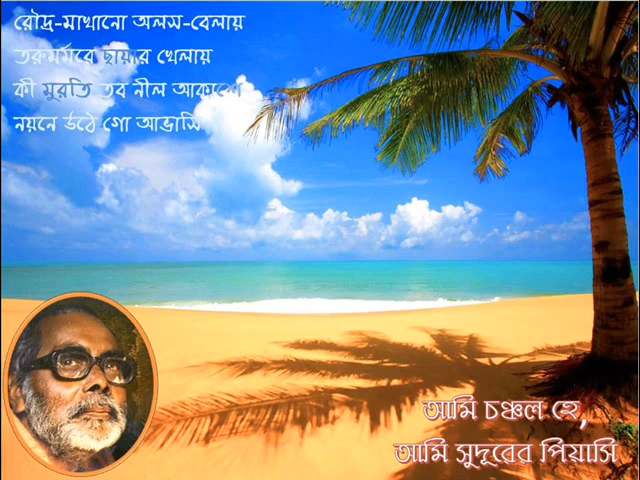 রৌদ্র-মাখানো অলস-বেলায়
তরুমর্মরে ছায়ার খেলায়
কী মুরতি তব নীল আকাশে
নয়নে উঠে গো আভাসি
আমি চঞ্চল হে,
আমি সুদূরের পিয়াসি